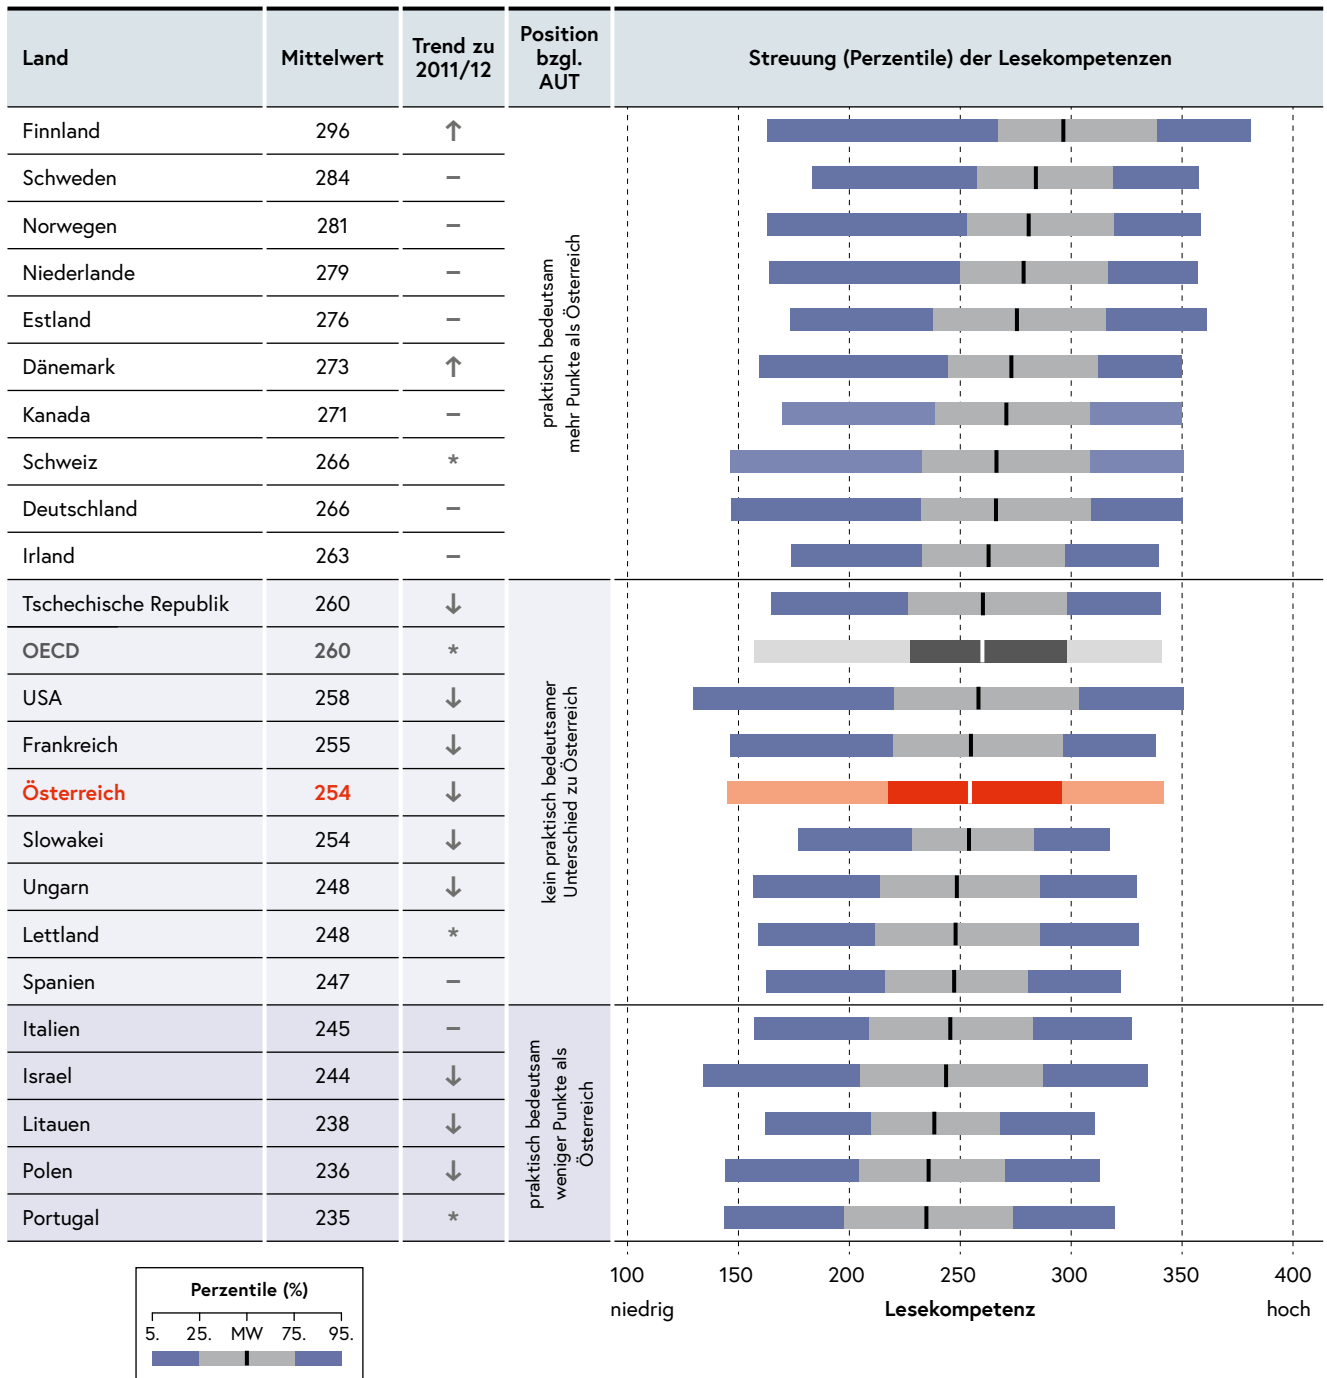 Land Mittelwert Trend zu 2011/12 Position bzgl. AUT Streuung (Perzentile) der Lesekompetenzen
Finnland 296 ↑
Schweden 284 –
Norwegen 281 –
Niederlande 279 –
Estland 276 –
Dänemark 273 ↑
Kanada 271 –
Schweiz 266 *
Deutschland 266 –
Irland 263 –
praktisch bedeutsam
mehr Punkte als Österreich
Tschechische Republik 260 ↓
OECD 260 *
USA 258 ↓
Frankreich 255 ↓
Österreich 254 ↓
Slowakei 254 ↓
Ungarn 248 ↓
Lettland 248 *
Spanien 247 –
kein praktisch bedeutsamer
Unterschied zu Österreich
Italien 245 –
Israel 244 ↓
Litauen 238 ↓
Polen 236 ↓
Portugal 235 *
praktisch bedeutsam
weniger Punkte als
Österreich
100 150 200 250 300 350 400
niedrig Lesekompetenz hoch
Perzentile (%)
5. 25. MW 75. 95.